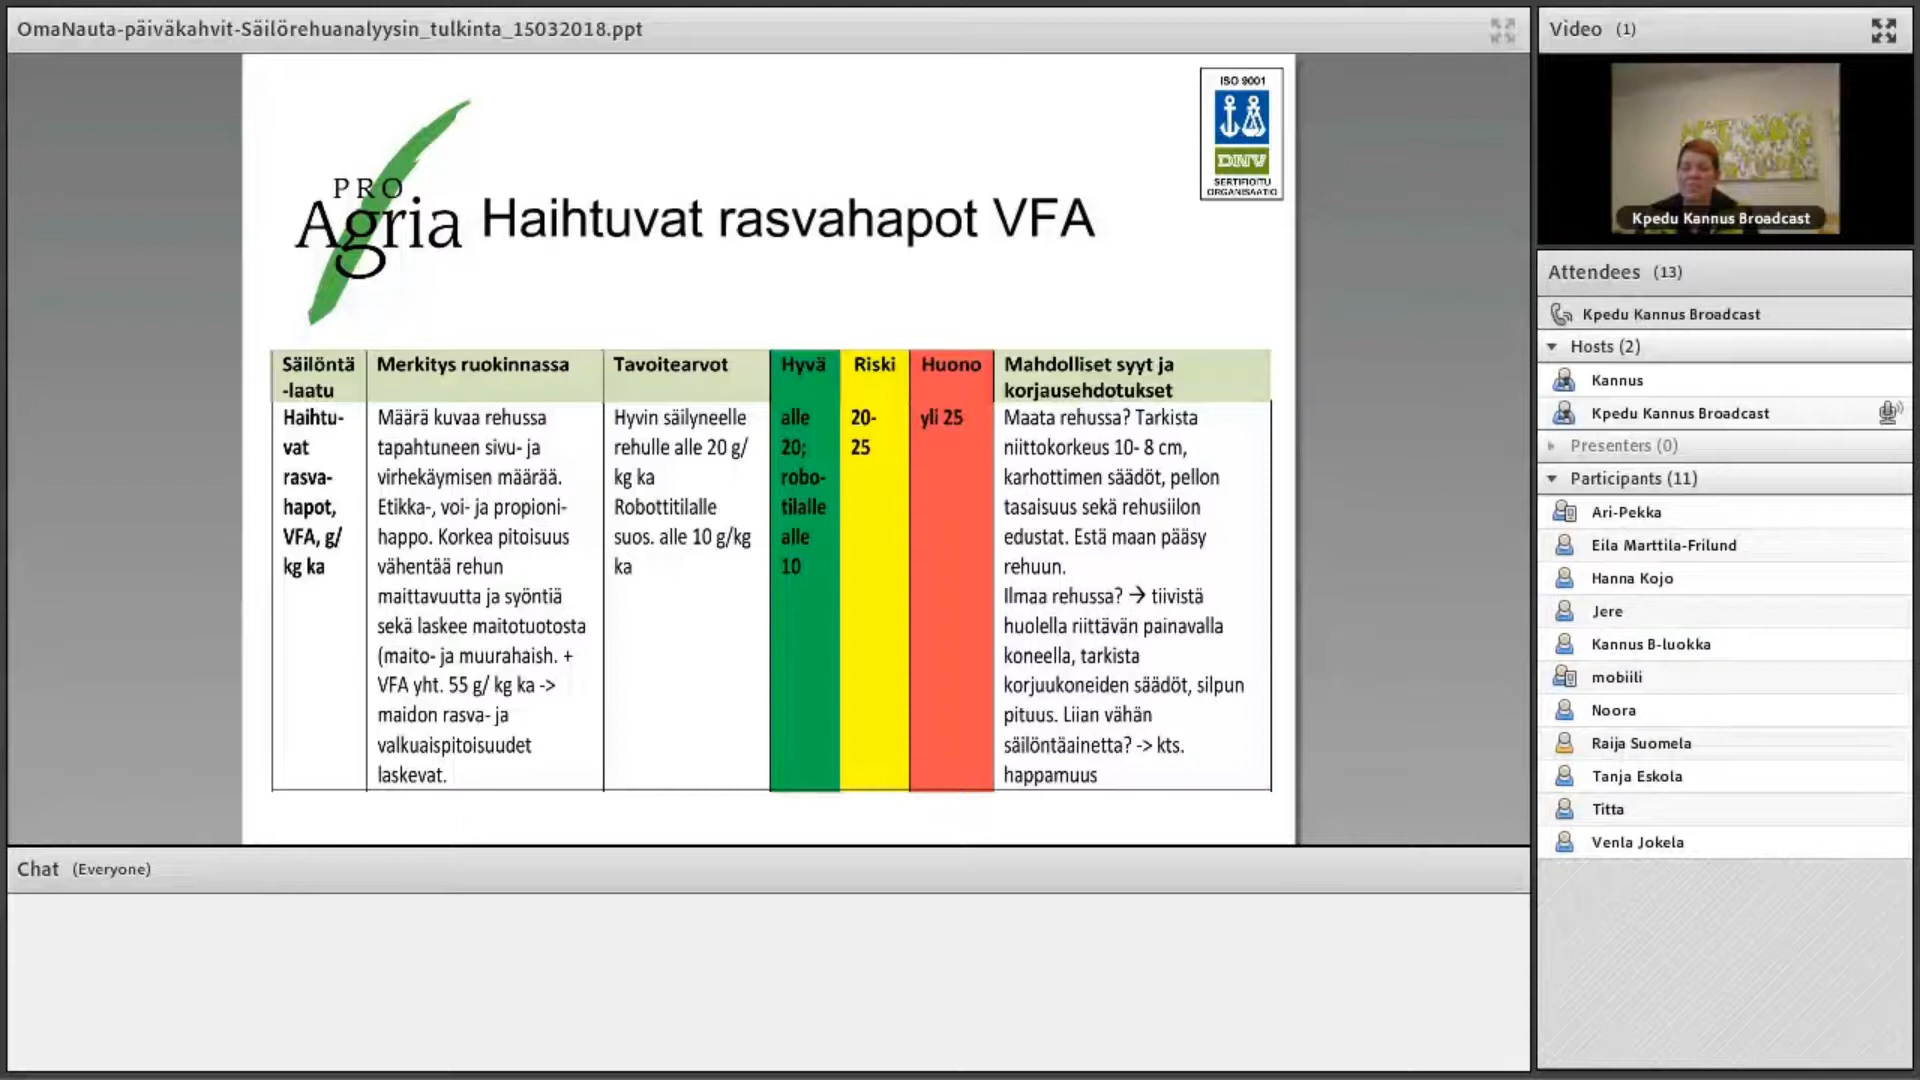 OmaNauta-päiväkahvit-Säilörehuanalyysin_tulkinta_15032018.ppt
ISO 9001
DNV
SERTIFIOITU
ORGANISAATIO
PRO
Agria
Haihtuvat rasvahapot VFA
Säilöntä
-laatu
Merkitys ruokinnassa
Tavoitearvot
Hyvä
Riski
Huono
Mahdolliset syyt ja
korjausehdotukset
Haihtu-
vat
rasva-
hapot,
VFA, g/
kg ka
Määrä kuvaa rehussa
tapahtuneen sivu- ja
virhekäymisen määrää.
Etikka-, voi- ja propioni-
happo. Korkea pitoisuus
vähentää rehun
maittavuutta ja syöntiä
sekä laskee maitotuotosta
(maito- ja muurahaish. +
VFA yht. 55 g/ kg ka ->
maidon rasva- ja
valkuaispitoisuudet
laskevat.
Hyvin säilyneelle
rehulle alle 20 g/
kg ka
Robottitilalle
suos. alle 10 g/kg
ka
alle
20;
robo-
tilalle
alle
10
20-
25
yli 25
Maata rehussa? Tarkista
niittokorkeus 10- 8 cm,
karhottimen säädöt, pellon
tasaisuus sekä rehusiilon
edustat. Estä maan pääsy
rehuun.
Ilmaa rehussa? → tiivistä
huolella riittävän painavalla
koneella, tarkista
korjuukoneiden säädöt, silpun
pituus. Liian vähän
säilöntäainetta? -> kts.
happamuus
Chat (Everyone)
Video (1)
Kpedu Kannus Broadcast
Attendees (13)
Kpedu Kannus Broadcast
Hosts (2)
Kannus
Kpedu Kannus Broadcast
Presenters (0)
Participants (11)
Ari-Pekka
Eila Marttila-Frilund
Hanna Kojo
Jere
Kannus B-luokka
mobiili
Noora
Raija Suomela
Tanja Eskola
Titta
Venla Jokela